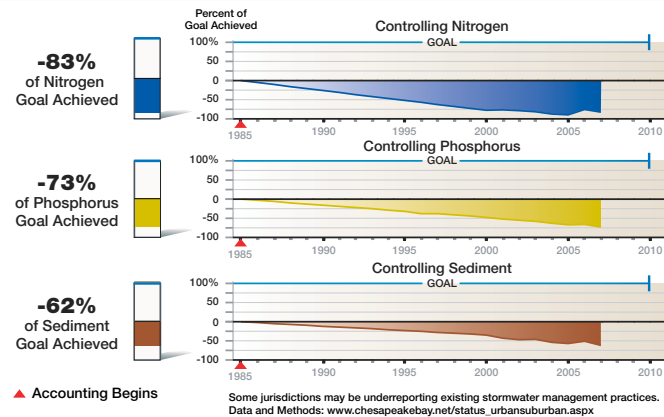 Percent of
Goal Achieved
Controlling Nitrogen
-83%
of Nitrogen
Goal Achieved
100%
50
0
-50
-100
GOAL
1985
1990
1995
2000
2005
2010
Controlling Phosphorus
-73%
of Phosphorus
Goal Achieved
100%
50
0
-50
-100
GOAL
1985
1990
1995
2000
2005
2010
Controlling Sediment
-62%
of Sediment
Goal Achieved
100%
50
0
-50
-100
GOAL
1985
1990
1995
2000
2005
2010
Accounting Begins
Some jurisdictions may be underreporting existing stormwater management practices.
Data and Methods: www.chesapeakebay.net/status_urbansuburban.aspx